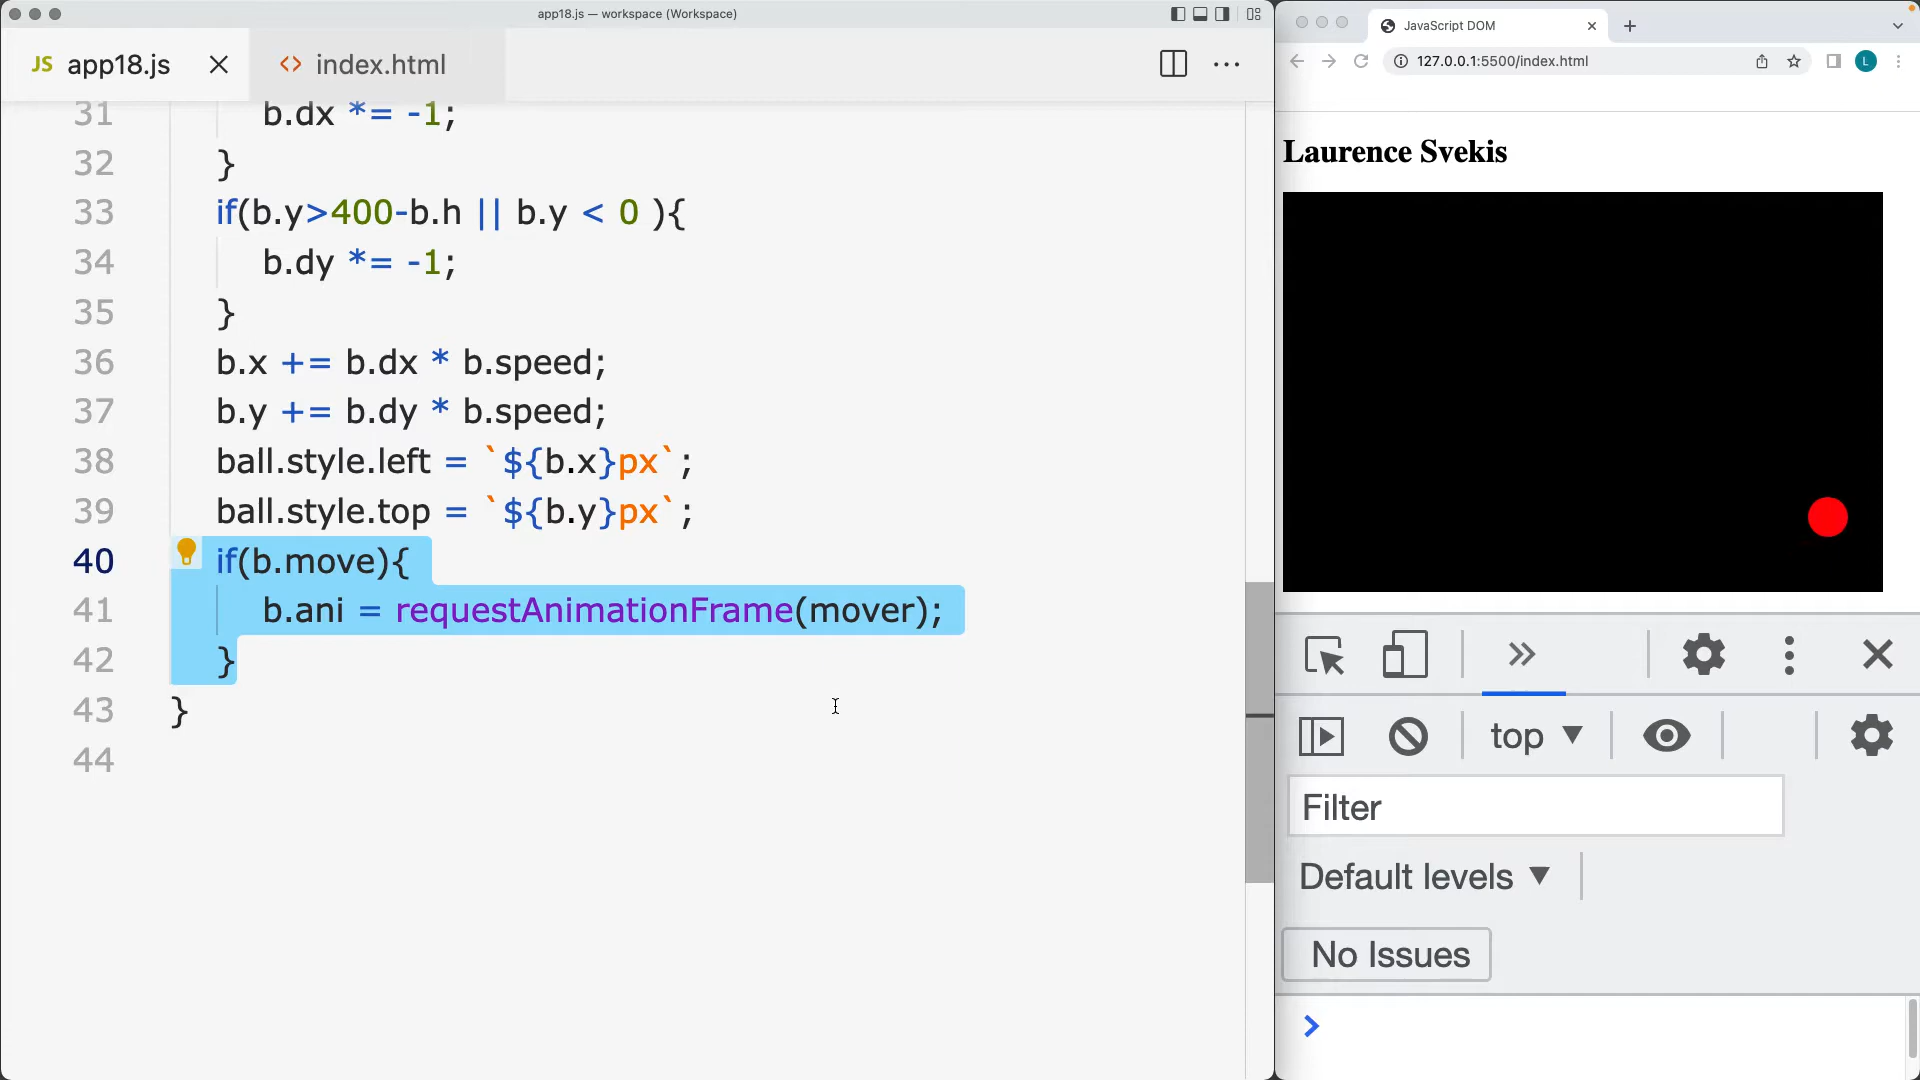 app18.js — workspace (Workspace)
JS app18.js
<> index.html
31 b.dx *= -1;
32 }
33 if(b.y>400-b.h || b.y < 0 ){
34 b.dy *= -1;
35 }
36 b.x += b.dx * b.speed;
37 b.y += b.dy * b.speed;
38 ball.style.left = `${b.x}px`;
39 ball.style.top = `${b.y}px`;
40 if(b.move){
41 b.ani = requestAnimationFrame(mover);
42 }
43 }
44
JavaScript DOM
127.0.0.1:5500/index.html
L
Laurence Svekis
top
Filter
Default levels
No Issues